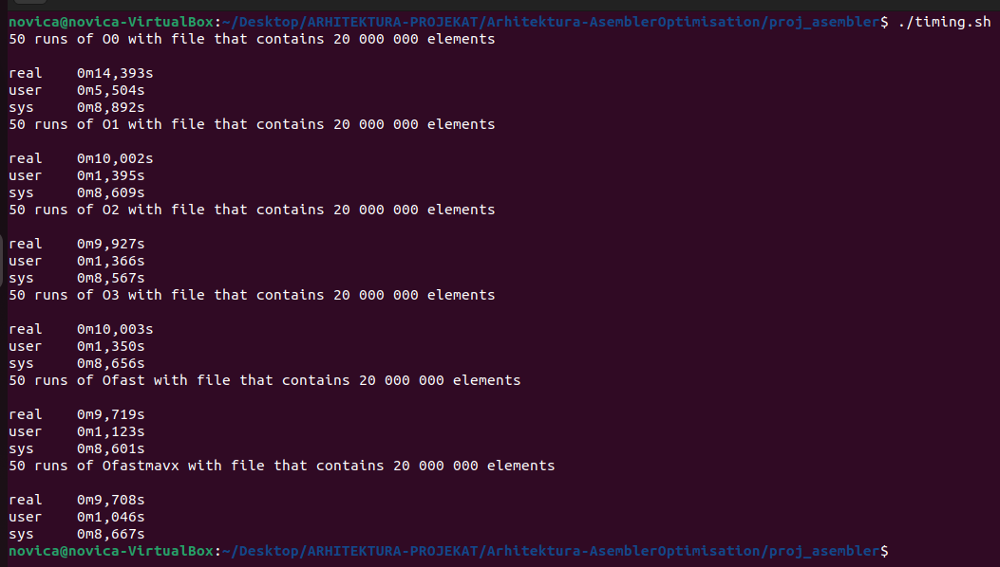 novica@novica-VirtualBox:~/Desktop/ARHITEKTURA-PROJEKAT/Arhitektura-AsemblerOptimisation/proj_asembler$ ./timing.sh
50 runs of O0 with file that contains 20 000 000 elements
real 0m14,393s
user 0m5,504s
sys 0m8,892s
50 runs of O1 with file that contains 20 000 000 elements
real 0m10,002s
user 0m1,395s
sys 0m8,609s
50 runs of O2 with file that contains 20 000 000 elements
real 0m9,927s
user 0m1,366s
sys 0m8,567s
50 runs of O3 with file that contains 20 000 000 elements
real 0m10,003s
user 0m1,350s
sys 0m8,656s
50 runs of Ofast with file that contains 20 000 000 elements
real 0m9,719s
user 0m1,123s
sys 0m8,601s
50 runs of Ofastmavx with file that contains 20 000 000 elements
real 0m9,708s
user 0m1,046s
sys 0m8,667s
novica@novica-VirtualBox:~/Desktop/ARHITEKTURA-PROJEKAT/Arhitektura-AsemblerOptimisation/proj_asembler$